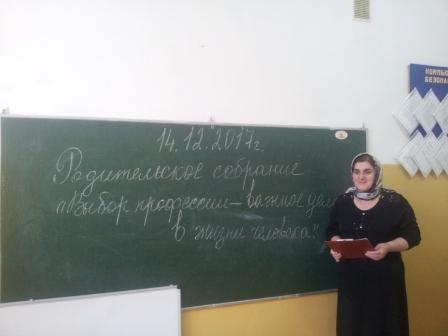 14.12.2017г.
Родительское собрание
"Выбор профессии – важное дело
в жизни человека"